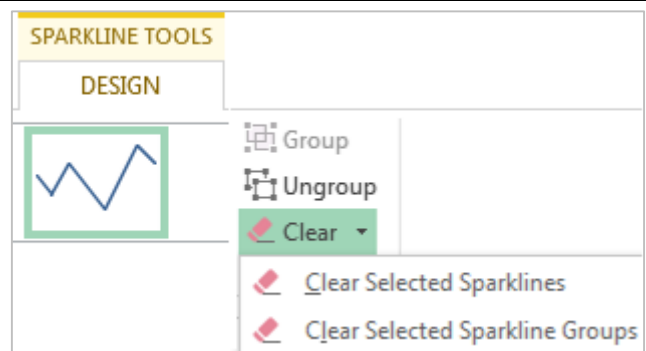 SPARKLINE TOOLS
DESIGN
Group
Ungroup
Clear
Clear Selected Sparklines
Clear Selected Sparkline Groups